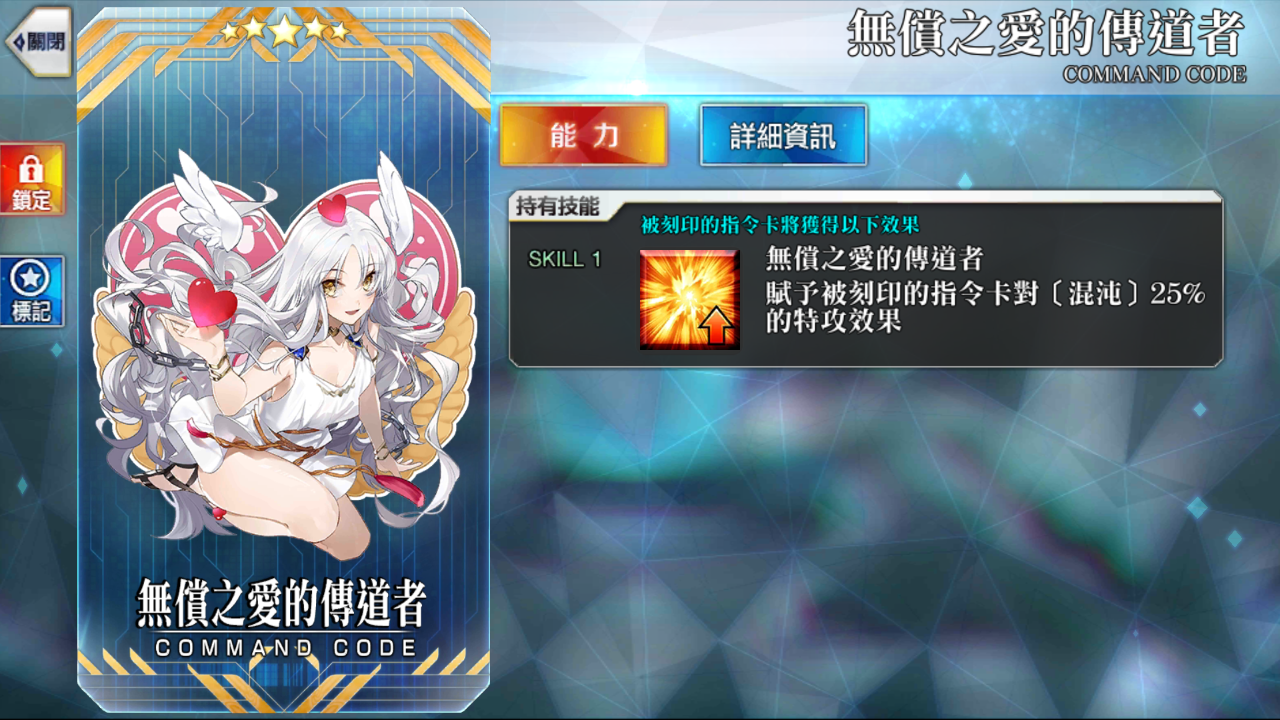 關閉
無償之愛的傳道者
COMMAND CODE
能力
詳細資訊
鎖定
標記
持有技能
被刻印的指令卡將獲得以下效果
SKILL 1
無償之愛的傳道者
賦予被刻印的指令卡對〔混沌〕25%
的特攻效果
無償之愛的傳道者
COMMAND CODE